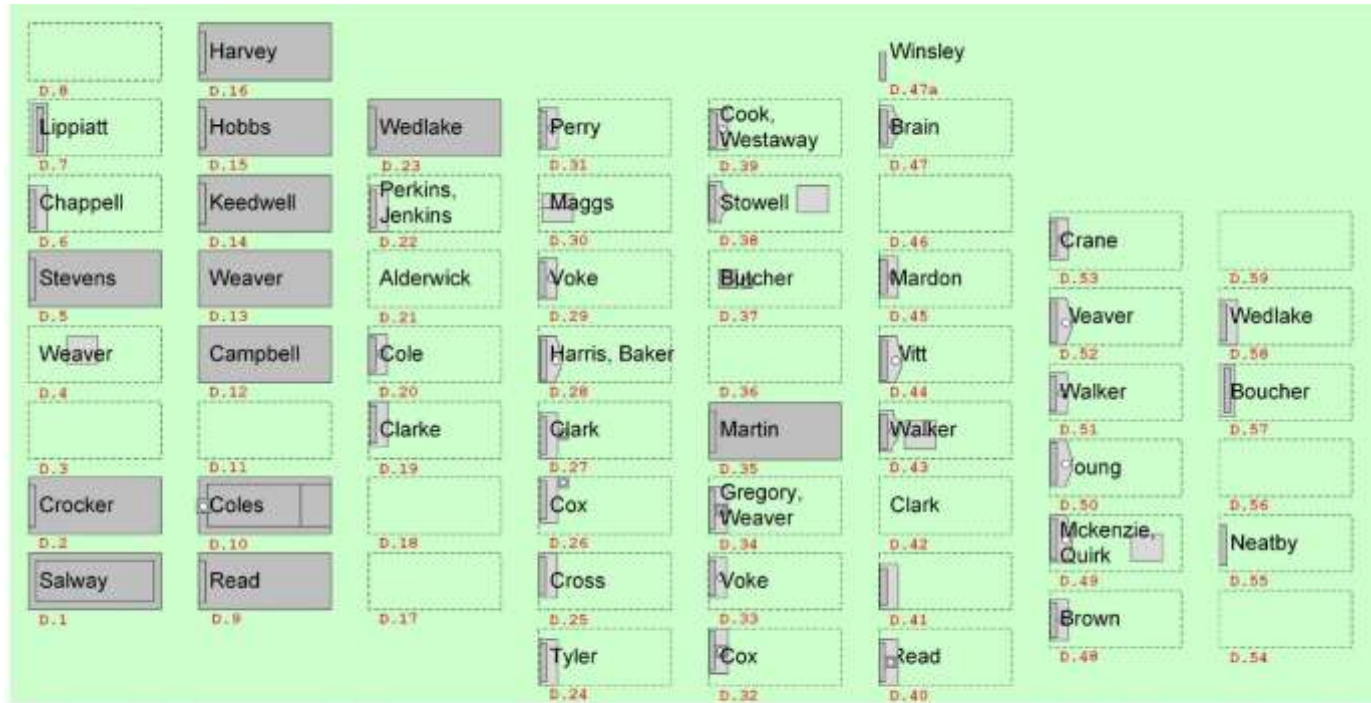 D.8
Lippiatt
D.7
Chappell
D.6
Stevens
D.5
Weaver
D.4
D.3
Crocker
D.2
Salway
D.1
Harvey
D.16
Hobbs
D.15
Keedwell
D.14
Weaver
D.13
Campbell
D.12
D.11
Coles
D.10
Read
D.9
Wedlake
D.23
Perkins,
Jenkins
D.22
Alderwick
D.21
Cole
D.20
Clarke
D.19
D.18
D.17
Perry
D.31
Maggs
D.30
Voke
D.29
Harris, Baker
D.28
Clark
D.27
Cox
D.26
Cross
D.25
Tyler
D.24
Cook,
Westaway
D.39
Stowell
D.38
Butcher
D.37
D.36
Martin
D.35
Gregory,
Weaver
D.34
Voke
D.33
Cox
D.32
Winsley
D.47a
Brain
D.47
D.46
Mardon
D.45
Witt
D.44
Walker
D.43
Clark
D.42
D.41
Read
D.40
Crane
D.53
Weaver
D.52
Walker
D.51
Young
D.50
Mckenzie,
Quirk
D.49
Brown
D.48
D.59
Wedlake
D.58
Boucher
D.57
D.56
Neatby
D.55
D.54